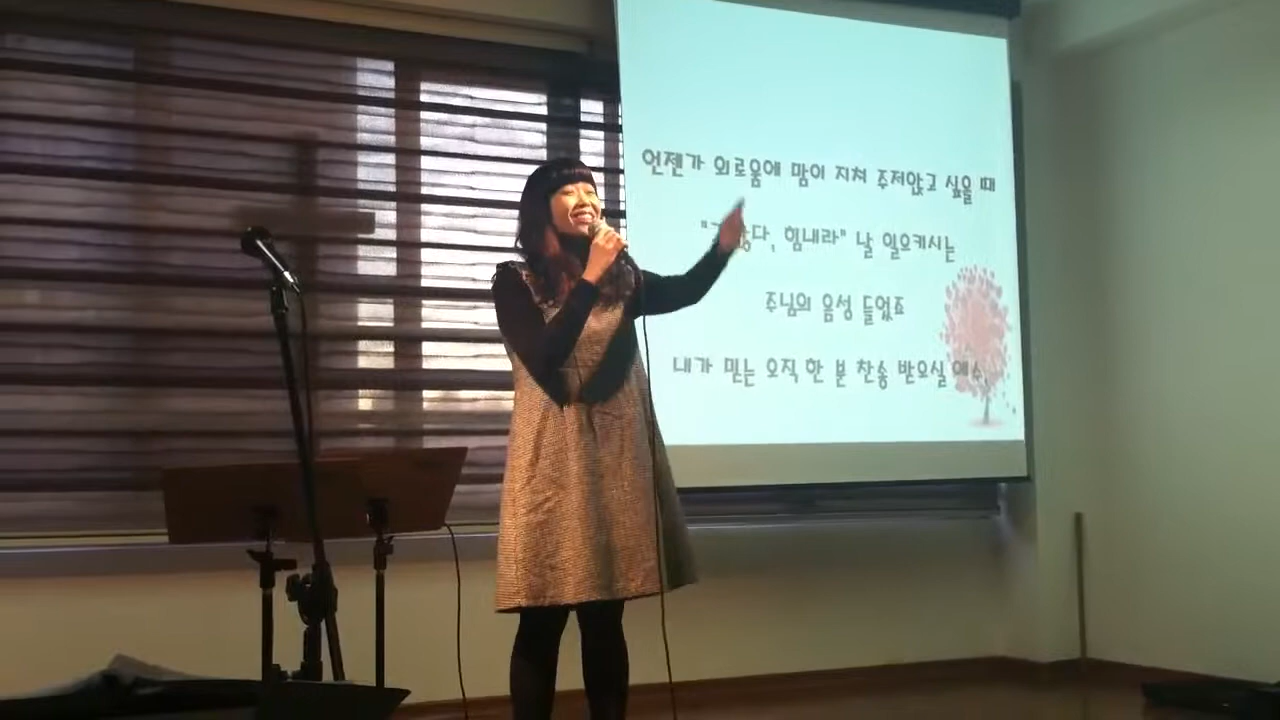 언젠가 외로움에 맘이 지쳐 주저앉고 싶을 때
힘내라" 날 일으키시는
주님의 음성 들었죠
내가 믿는 오직 한 분 찬송 받으실 예수,